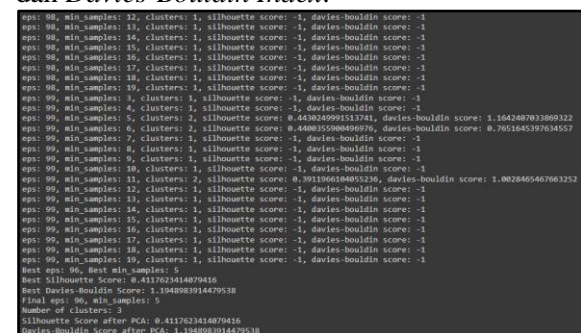 dan Davies-Bouldin Index.
eps: 98, min_samples: 12, clusters: 1, silhouette score: -1, davies-bouldin score: -1
eps: 98, min_samples: 13, clusters: 1, silhouette score: -1, davies-bouldin score: -1
eps: 98, min_samples: 14, clusters: 1, silhouette score: -1, davies-bouldin score: -1
eps: 98, min_samples: 15, clusters: 1, silhouette score: -1, davies-bouldin score: -1
eps: 98, min_samples: 16, clusters: 1, silhouette score: -1, davies-bouldin score: -1
eps: 98, min_samples: 17, clusters: 1, silhouette score: -1, davies-bouldin score: -1
eps: 98, min_samples: 18, clusters: 1, silhouette score: -1, davies-bouldin score: -1
eps: 98, min_samples: 19, clusters: 1, silhouette score: -1, davies-bouldin score: -1
eps: 99, min_samples: 3, clusters: 1, silhouette score: -1, davies-bouldin score: -1
eps: 99, min_samples: 4, clusters: 1, silhouette score: -1, davies-bouldin score: -1
eps: 99, min_samples: 5, clusters: 2, silhouette score: 0.4430249991513741, davies-bouldin score: 1.1642407033869322
eps: 99, min_samples: 6, clusters: 2, silhouette score: 0.4400355900496976, davies-bouldin score: 0.7651645397634557
eps: 99, min_samples: 7, clusters: 1, silhouette score: -1, davies-bouldin score: -1
eps: 99, min_samples: 8, clusters: 1, silhouette score: -1, davies-bouldin score: -1
eps: 99, min_samples: 9, clusters: 1, silhouette score: -1, davies-bouldin score: -1
eps: 99, min_samples: 10, clusters: 1, silhouette score: -1, davies-bouldin score: -1
eps: 99, min_samples: 11, clusters: 2, silhouette score: 0.3911966104055236, davies-bouldin score: 1.0028465467663252
eps: 99, min_samples: 12, clusters: 1, silhouette score: -1, davies-bouldin score: -1
eps: 99, min_samples: 13, clusters: 1, silhouette score: -1, davies-bouldin score: -1
eps: 99, min_samples: 14, clusters: 1, silhouette score: -1, davies-bouldin score: -1
eps: 99, min_samples: 15, clusters: 1, silhouette score: -1, davies-bouldin score: -1
eps: 99, min_samples: 16, clusters: 1, silhouette score: -1, davies-bouldin score: -1
eps: 99, min_samples: 17, clusters: 1, silhouette score: -1, davies-bouldin score: -1
eps: 99, min_samples: 18, clusters: 1, silhouette score: -1, davies-bouldin score: -1
eps: 99, min_samples: 19, clusters: 1, silhouette score: -1, davies-bouldin score: -1
Best eps: 96, Best min_samples: 5
Best Silhouette Score: 0.4117623414079416
Best Davies-Bouldin Score: 1.1948983914479538
Final eps: 96, min_samples: 5
Number of clusters: 3
Silhouette Score after PCA: 0.4117623414079416
Davies-Bouldin Score after PCA: 1.1948983914479538